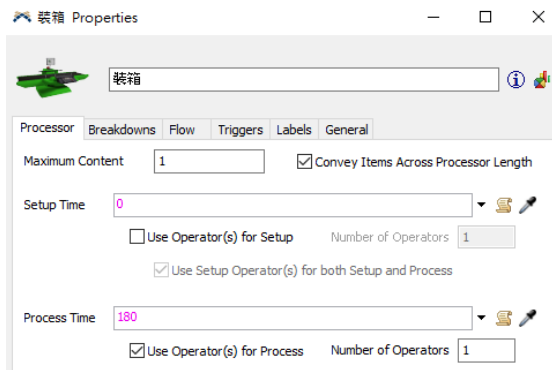 裝箱 Properties
裝箱
Processor Breakdowns Flow Triggers Labels General
Maximum Content 1 Convey Items Across Processor Length
Setup Time 0
Use Operator(s) for Setup Number of Operators 1
Use Setup Operator(s) for both Setup and Process
Process Time 180
Use Operator(s) for Process Number of Operators 1